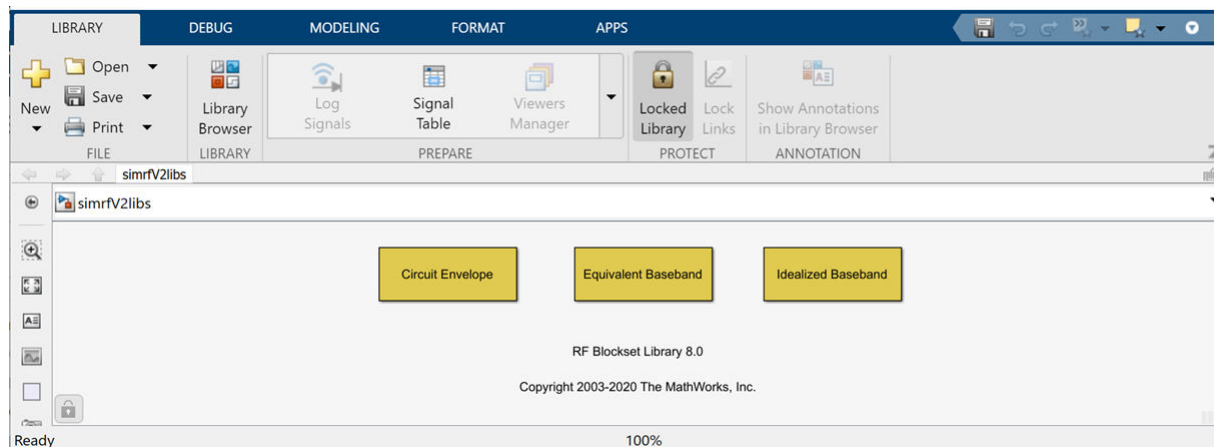 LIBRARY DEBUG MODELING FORMAT APPS
New
Open
Save
Print
FILE
Library
Browser
LIBRARY
Log
Signals
Signal
Table
Viewers
Manager
PREPARE
Locked
Library
Lock
Links
PROTECT
Show Annotations
in Library Browser
ANNOTATION
simrfV2libs
simrfV2libs
Circuit Envelope Equivalent Baseband Idealized Baseband
RF Blockset Library 8.0
Copyright 2003-2020 The MathWorks, Inc.
Ready 100%